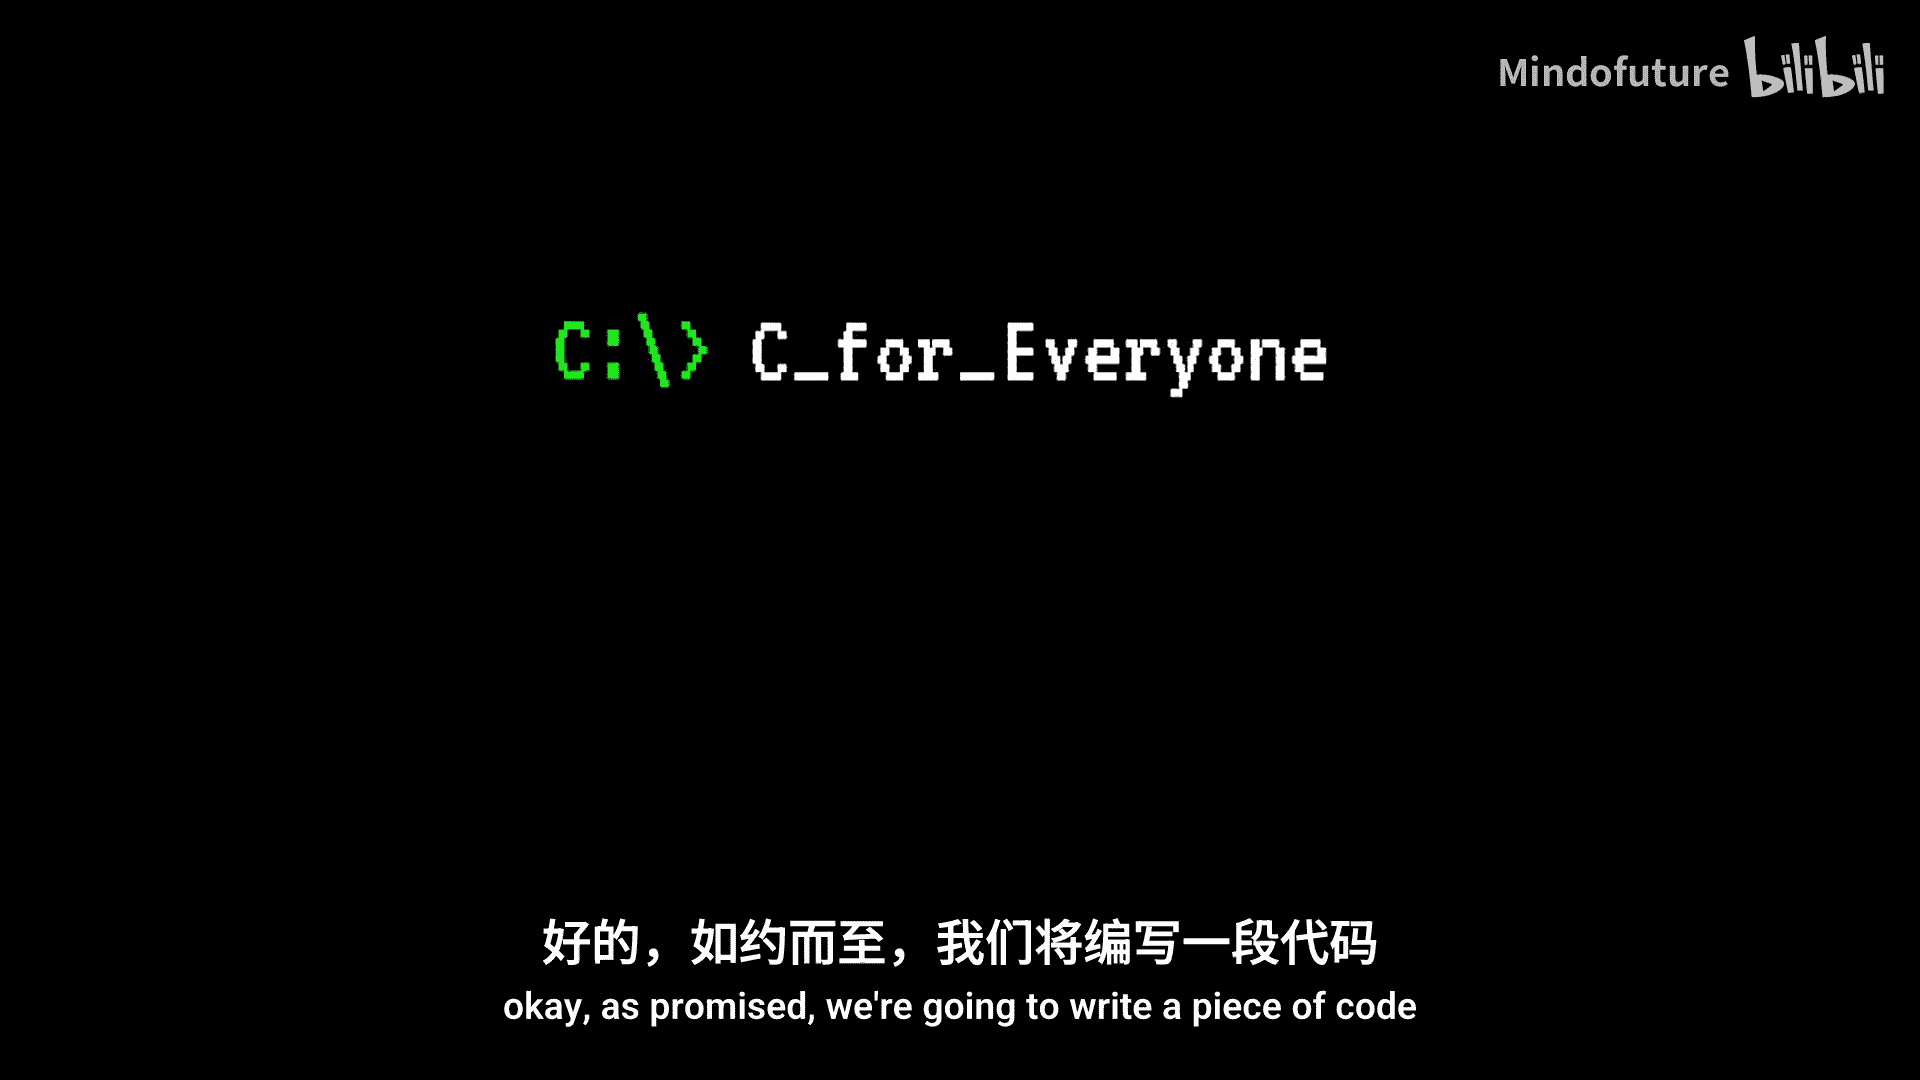 Mindofuture bilibili
C:\> C_for_Everyone
好的，如约而至，我们将编写一段代码
okay, as promised, we're going to write a piece of code